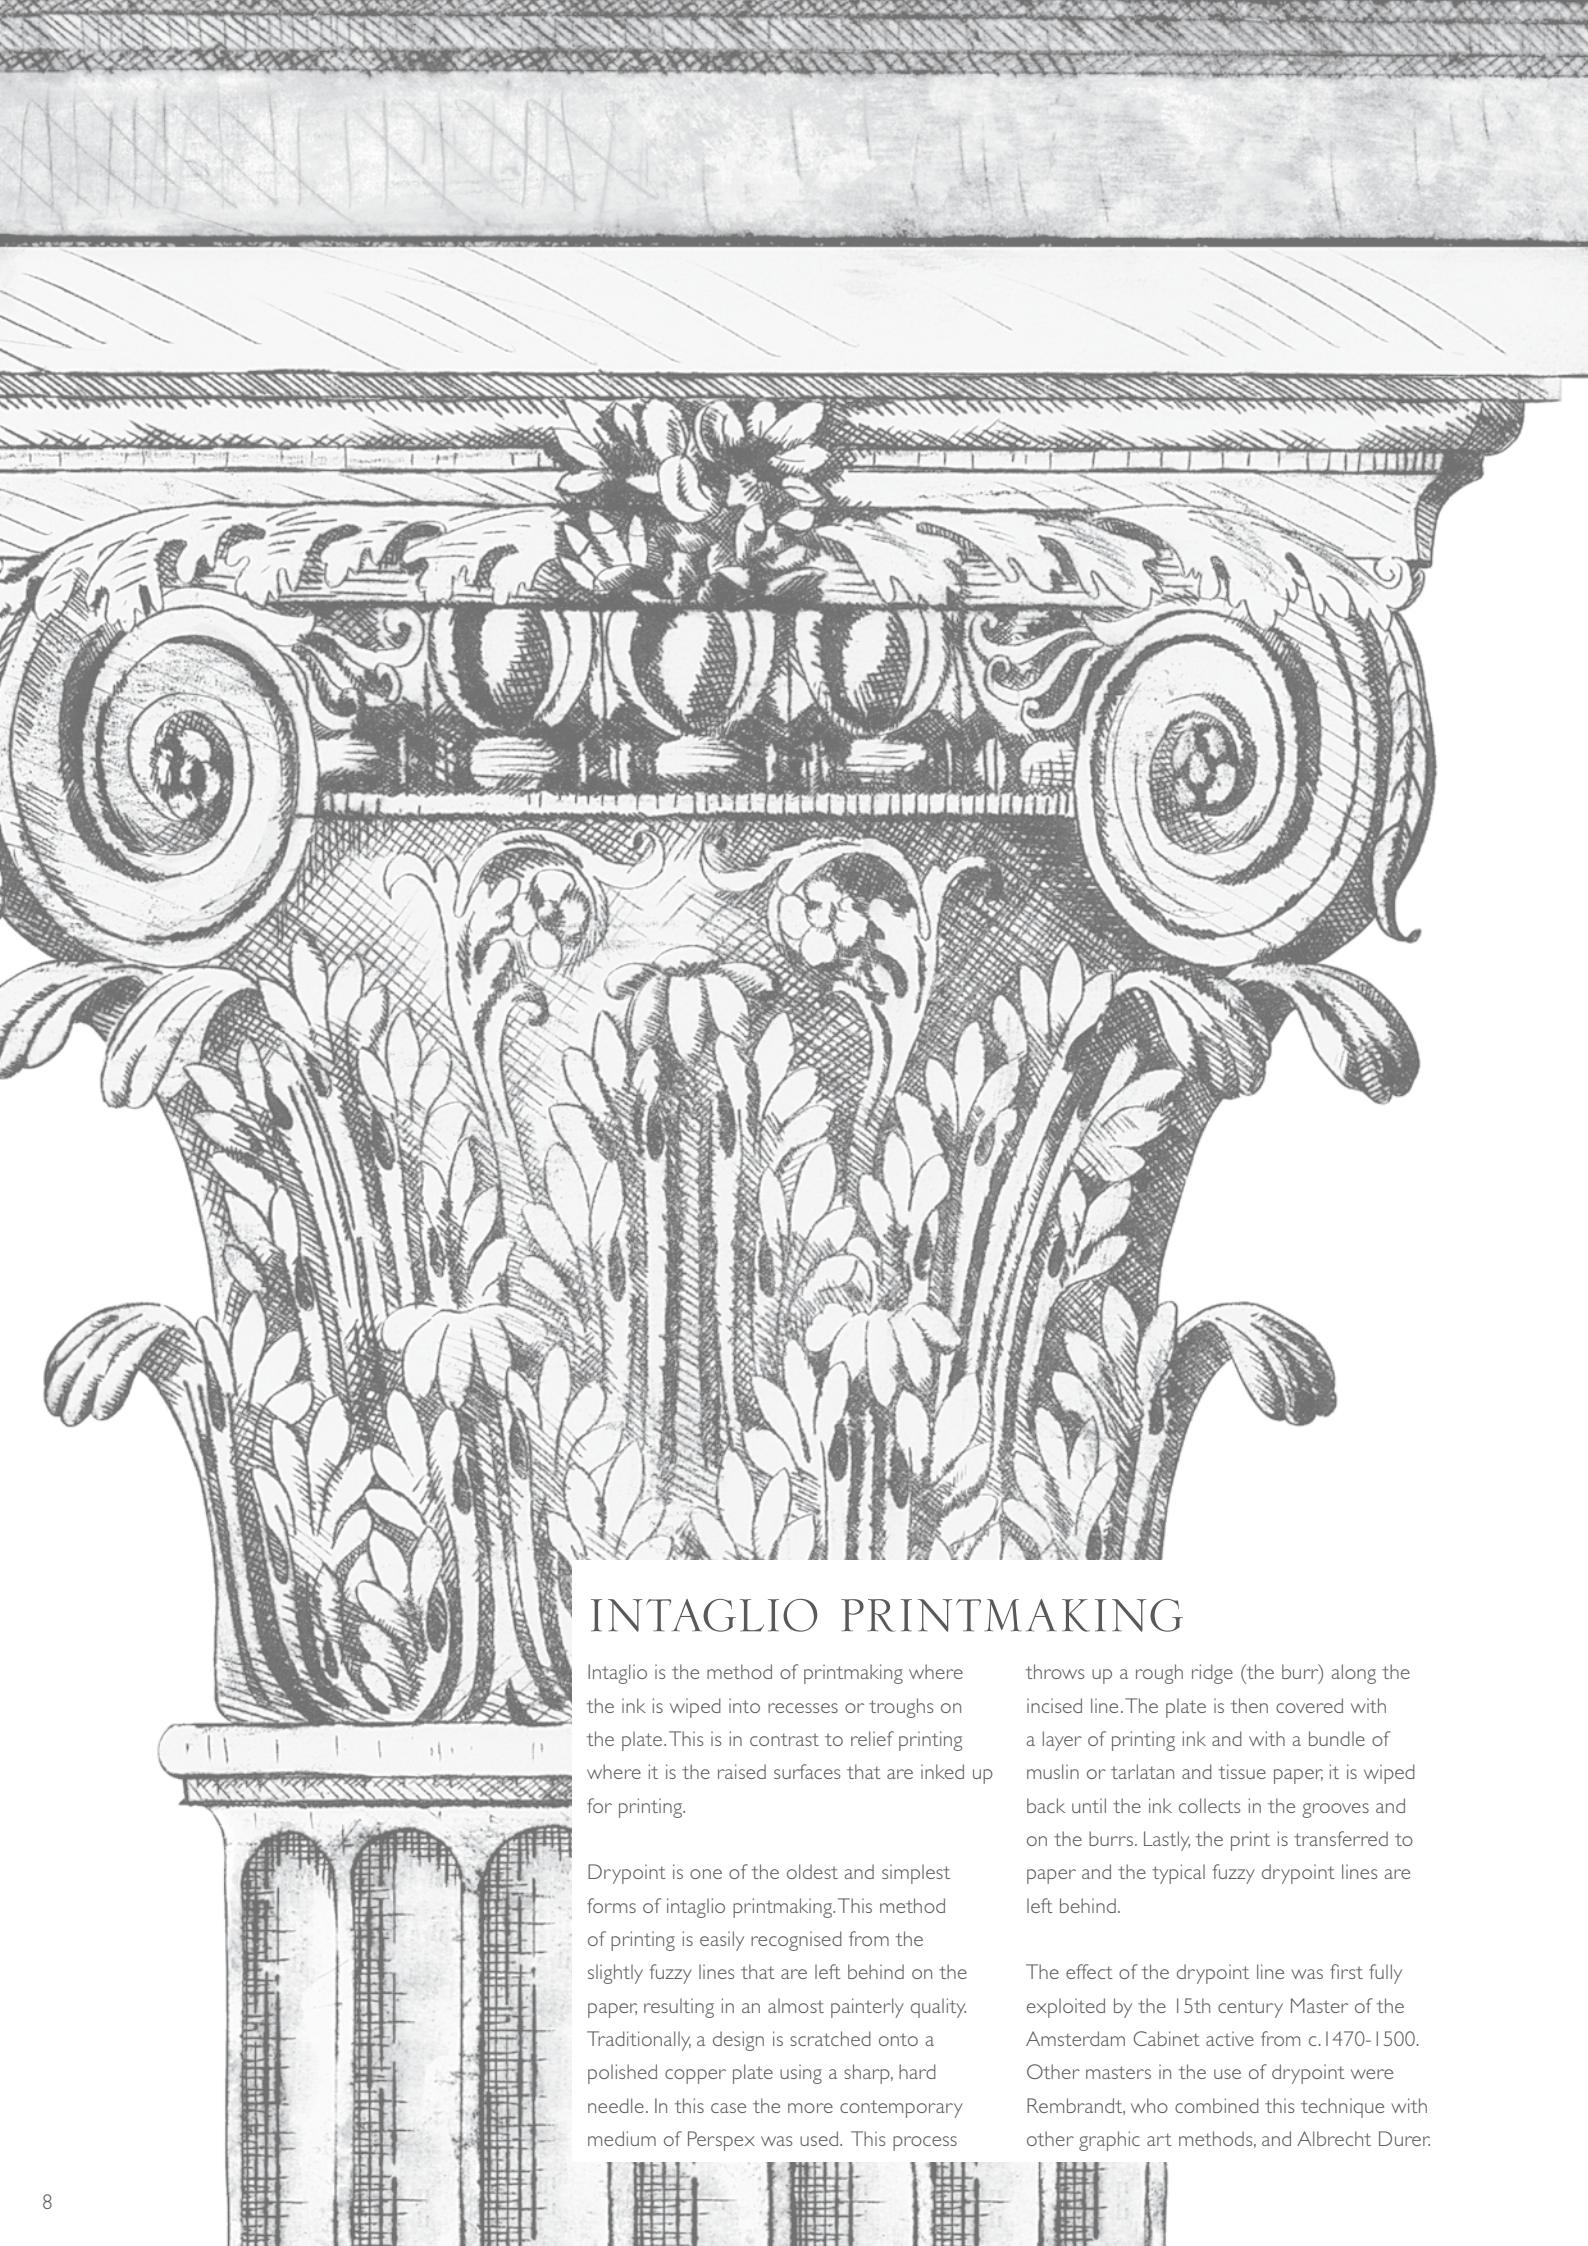 INTAGLIO PRINTMAKING
Intaglio is the method of printmaking where
the ink is wiped into recesses or troughs on
the plate. This is in contrast to relief printing
where it is the raised surfaces that are inked up
for printing.
Drypoint is one of the oldest and simplest
forms of intaglio printmaking. This method
of printing is easily recognised from the
slightly fuzzy lines that are left behind on the
paper, resulting in an almost painterly quality.
Traditionally, a design is scratched onto a
polished copper plate using a sharp, hard
needle. In this case the more contemporary
medium of Perspex was used. This process
throws up a rough ridge (the burr) along the
incised line. The plate is then covered with
a layer of printing ink and with a bundle of
muslin or tarlatan and tissue paper, it is wiped
back until the ink collects in the grooves and
on the burrs. Lastly, the print is transferred to
paper and the typical fuzzy drypoint lines are
left behind.
The effect of the drypoint line was first fully
exploited by the 15th century Master of the
Amsterdam Cabinet active from c.1470-1500.
Other masters in the use of drypoint were
Rembrandt, who combined this technique with
other graphic art methods, and Albrecht Durer.
8